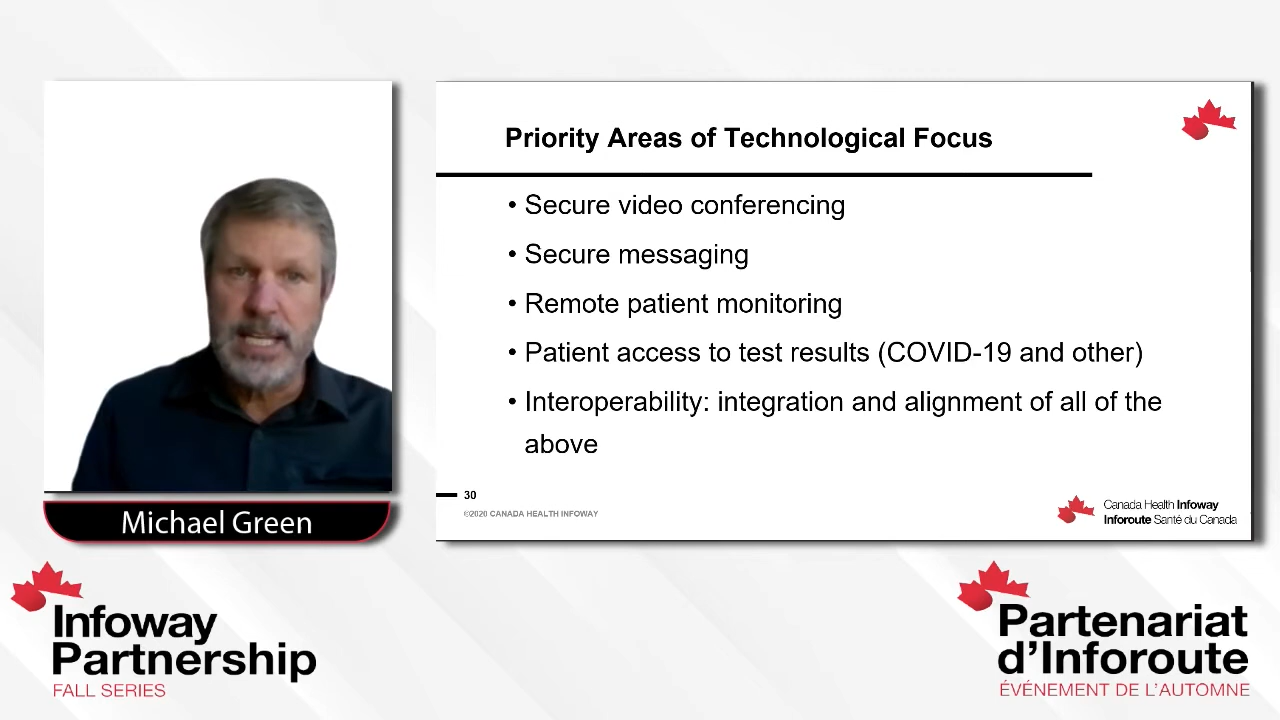 Priority Areas of Technological Focus
• Secure video conferencing
• Secure messaging
• Remote patient monitoring
• Patient access to test results (COVID-19 and other)
• Interoperability: integration and alignment of all of the
above
30
©2020 CANADA HEALTH INFOWAY
Canada Health Infoway
Inforoute Santé du Canada
Michael Green
Infoway
Partnership
FALL SERIES
Partenariat
d’Inforoute
ÉVÉNEMENT DE L’AUTOMNE